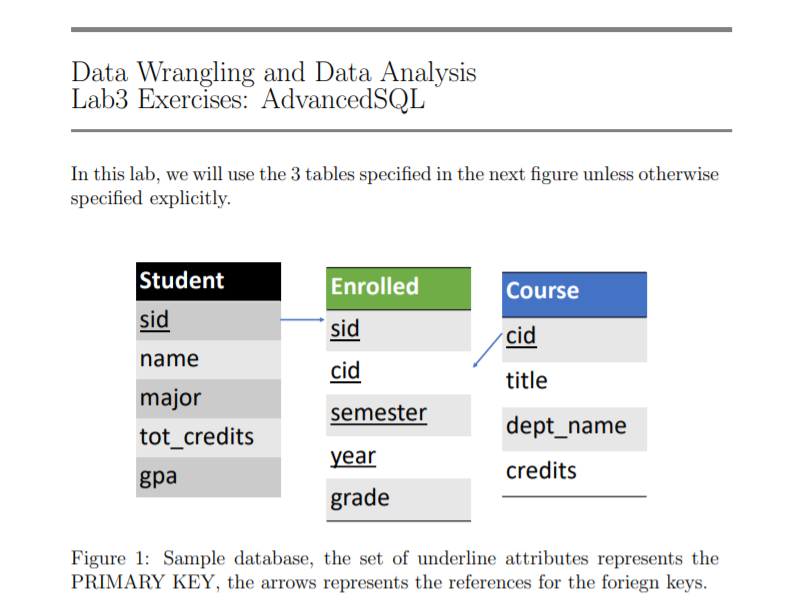 Data Wrangling and Data Analysis
Lab3 Exercises: AdvancedSQL
In this lab, we will use the 3 tables specified in the next figure unless otherwise
specified explicitly.
Student
sid
name
major
tot_credits
gpa
Enrolled
sid
cid
semester
year
grade
Course
cid
title
dept_name
credits
Figure 1: Sample database, the set of underline attributes represents the
PRIMARY KEY, the arrows represents the references for the foriegn keys.